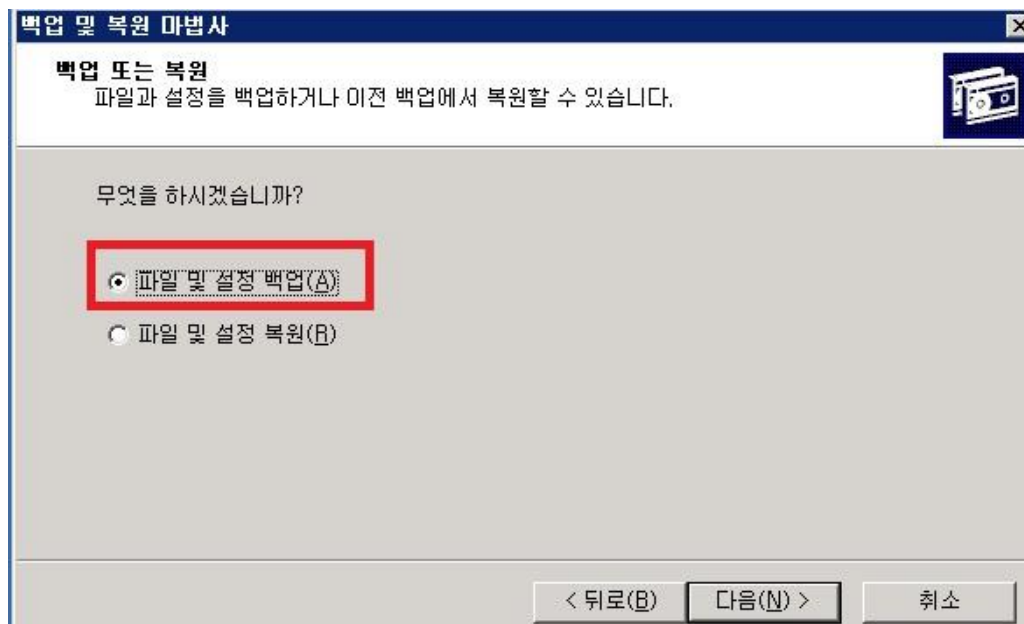 백업 및 복원 마법사
백업 또는 복원
파일과 설정을 백업하거나 이전 백업에서 복원할 수 있습니다.
무엇을 하시겠습니까?
파일 및 설정 백업(A)
파일 및 설정 복원(R)
< 뒤로(B) 다음(N) > 취소